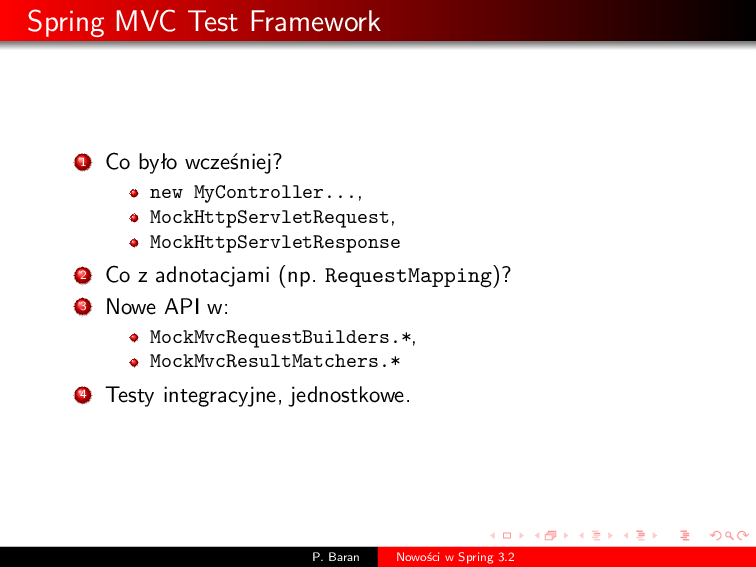 Spring MVC Test Framework
1 Co było wcześniej?
new MyController...,
MockHttpServletRequest,
MockHttpServletResponse
2 Co z adnotacjami (np. RequestMapping)?
3 Nowe API w:
MockMvcRequestBuilders.*,
MockMvcResultMatchers.*
4 Testy integracyjne, jednostkowe.
P. Baran Nowości w Spring 3.2